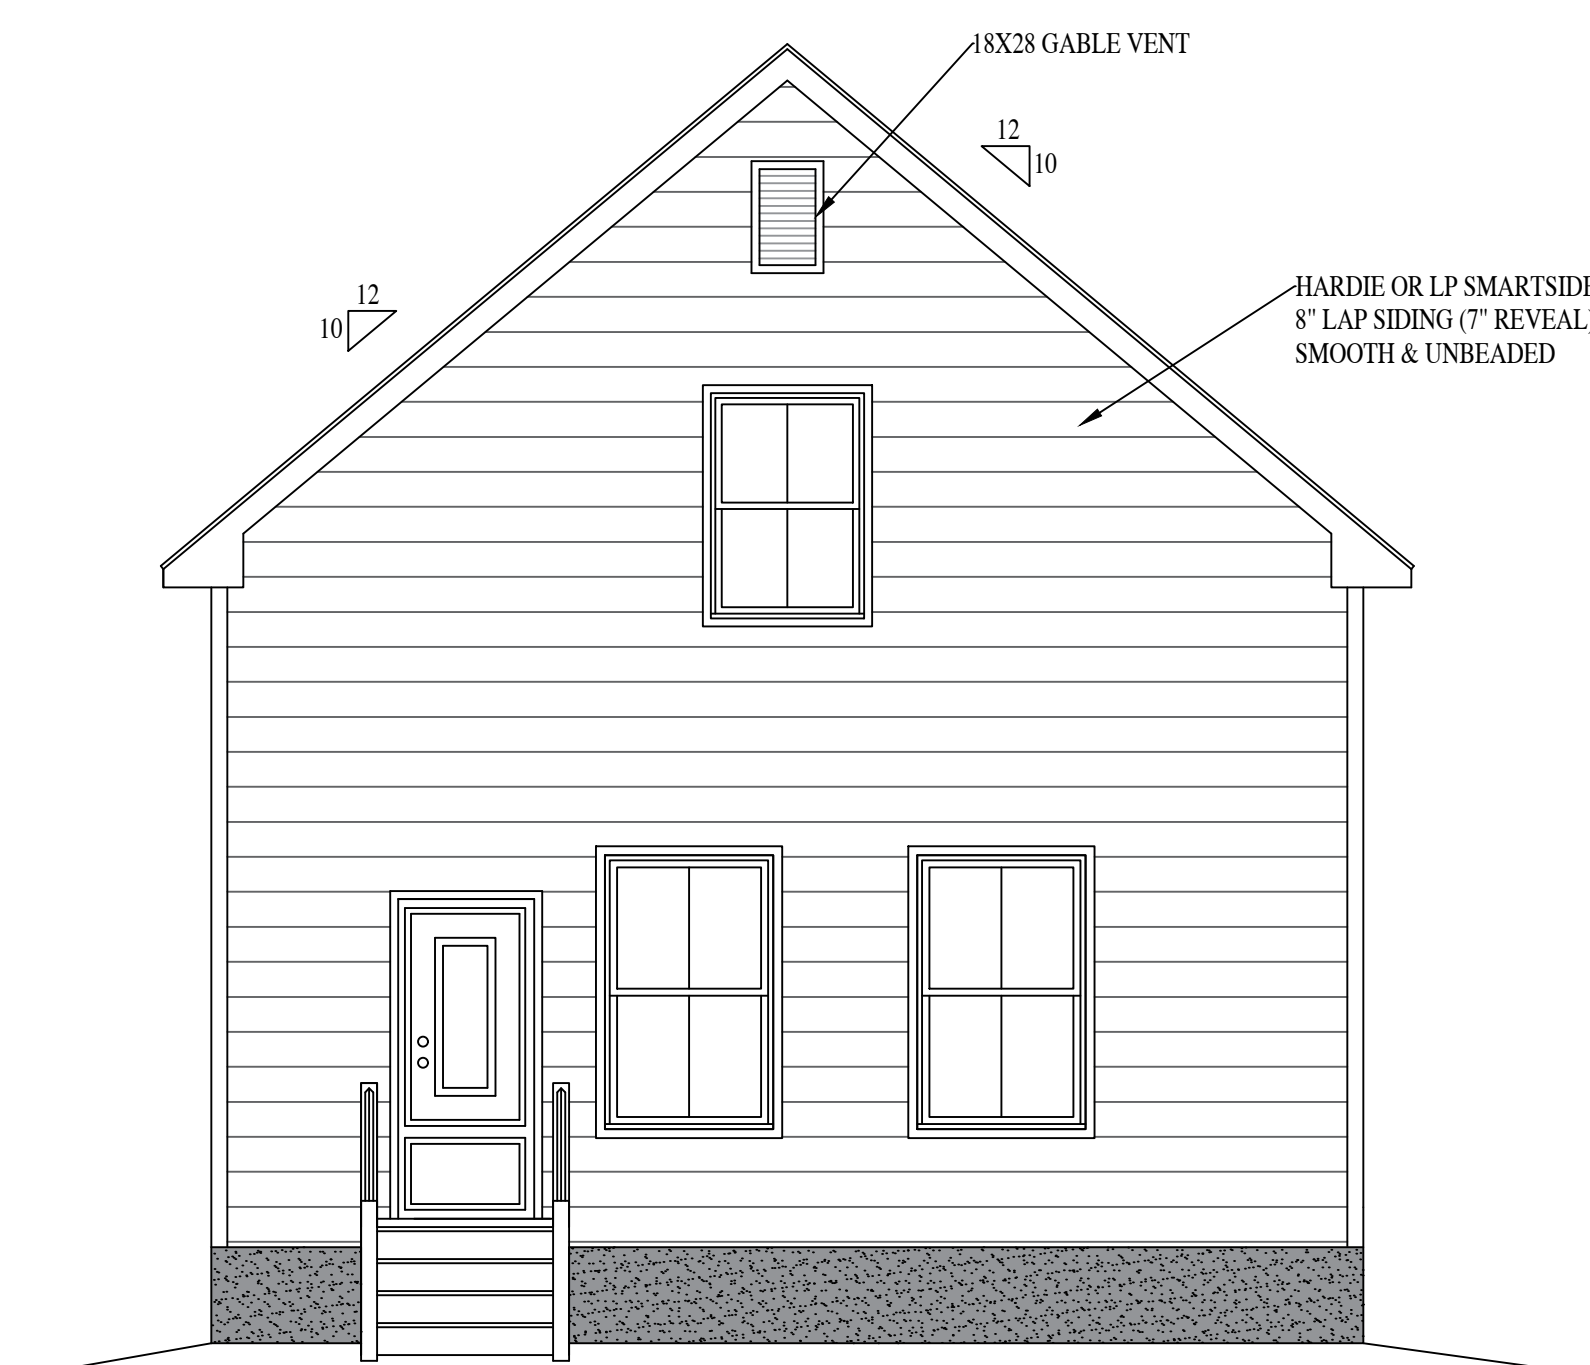 18X28 GABLE VENT
12
10
12
10
HARDIE OR LP SMARTSIDE
8" LAP SIDING (7" REVEAL)
SMOOTH & UNBEADED